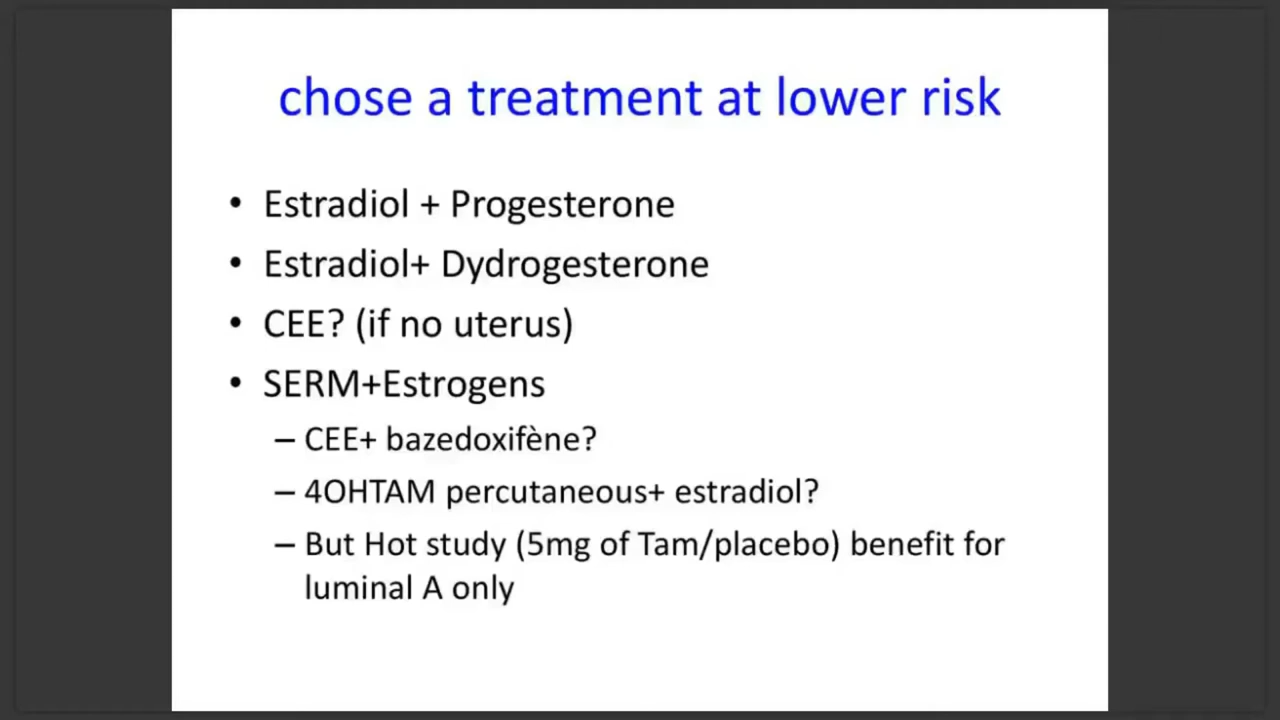 chose a treatment at lower risk
• Estradiol + Progesterone
• Estradiol+ Dydrogesterone
• CEE? (if no uterus)
• SERM+Estrogens
– CEE+ bazedoxifène?
– 4OHTAM percutaneous+ estradiol?
– But Hot study (5mg of Tam/placebo) benefit for
luminal A only